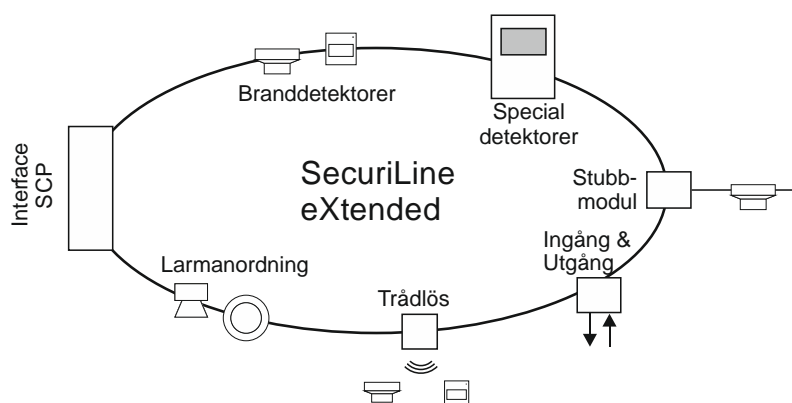 Branddetektorer
Special
detektorer
Interface
SCP
SecuriLine
eXtended
Stubb-
modul
Ingång &
Utgång
Larmanordning
Trådlös